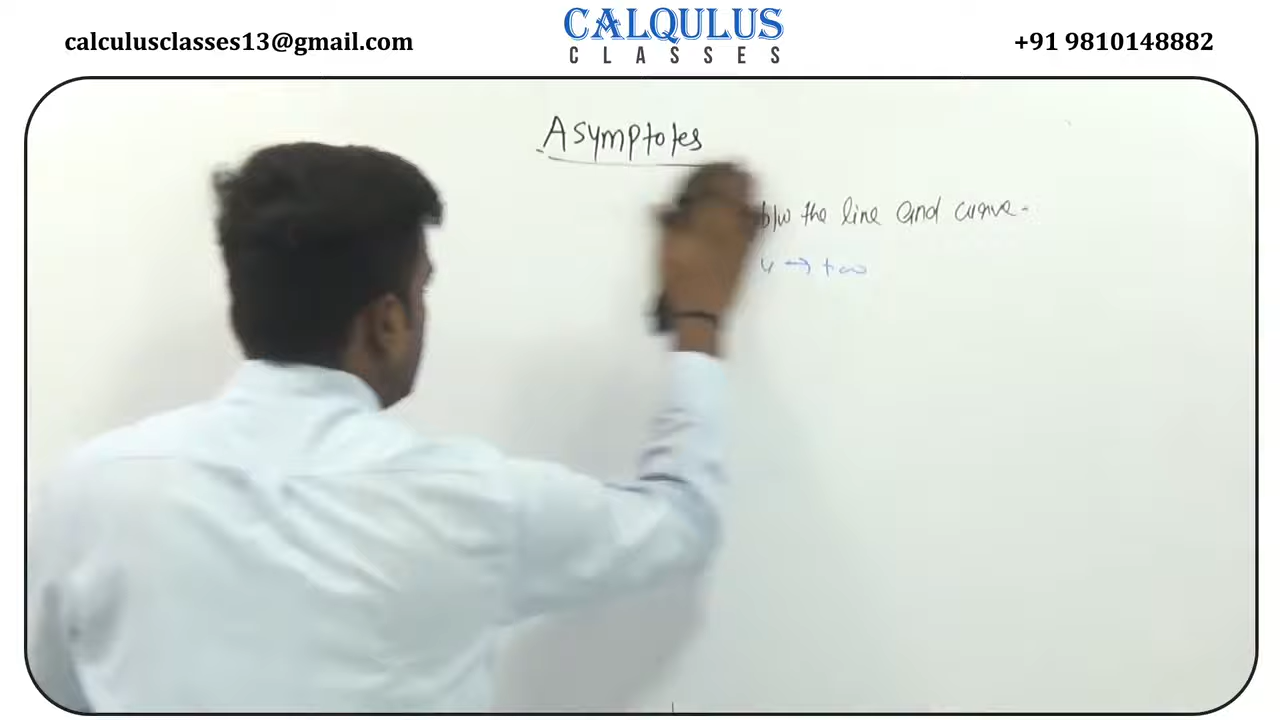 calculusclasses13@gmail.com
CALQULUS
CLASSES
+91 9810148882
Asymptotes
b/w the line and curve.
→ +∞